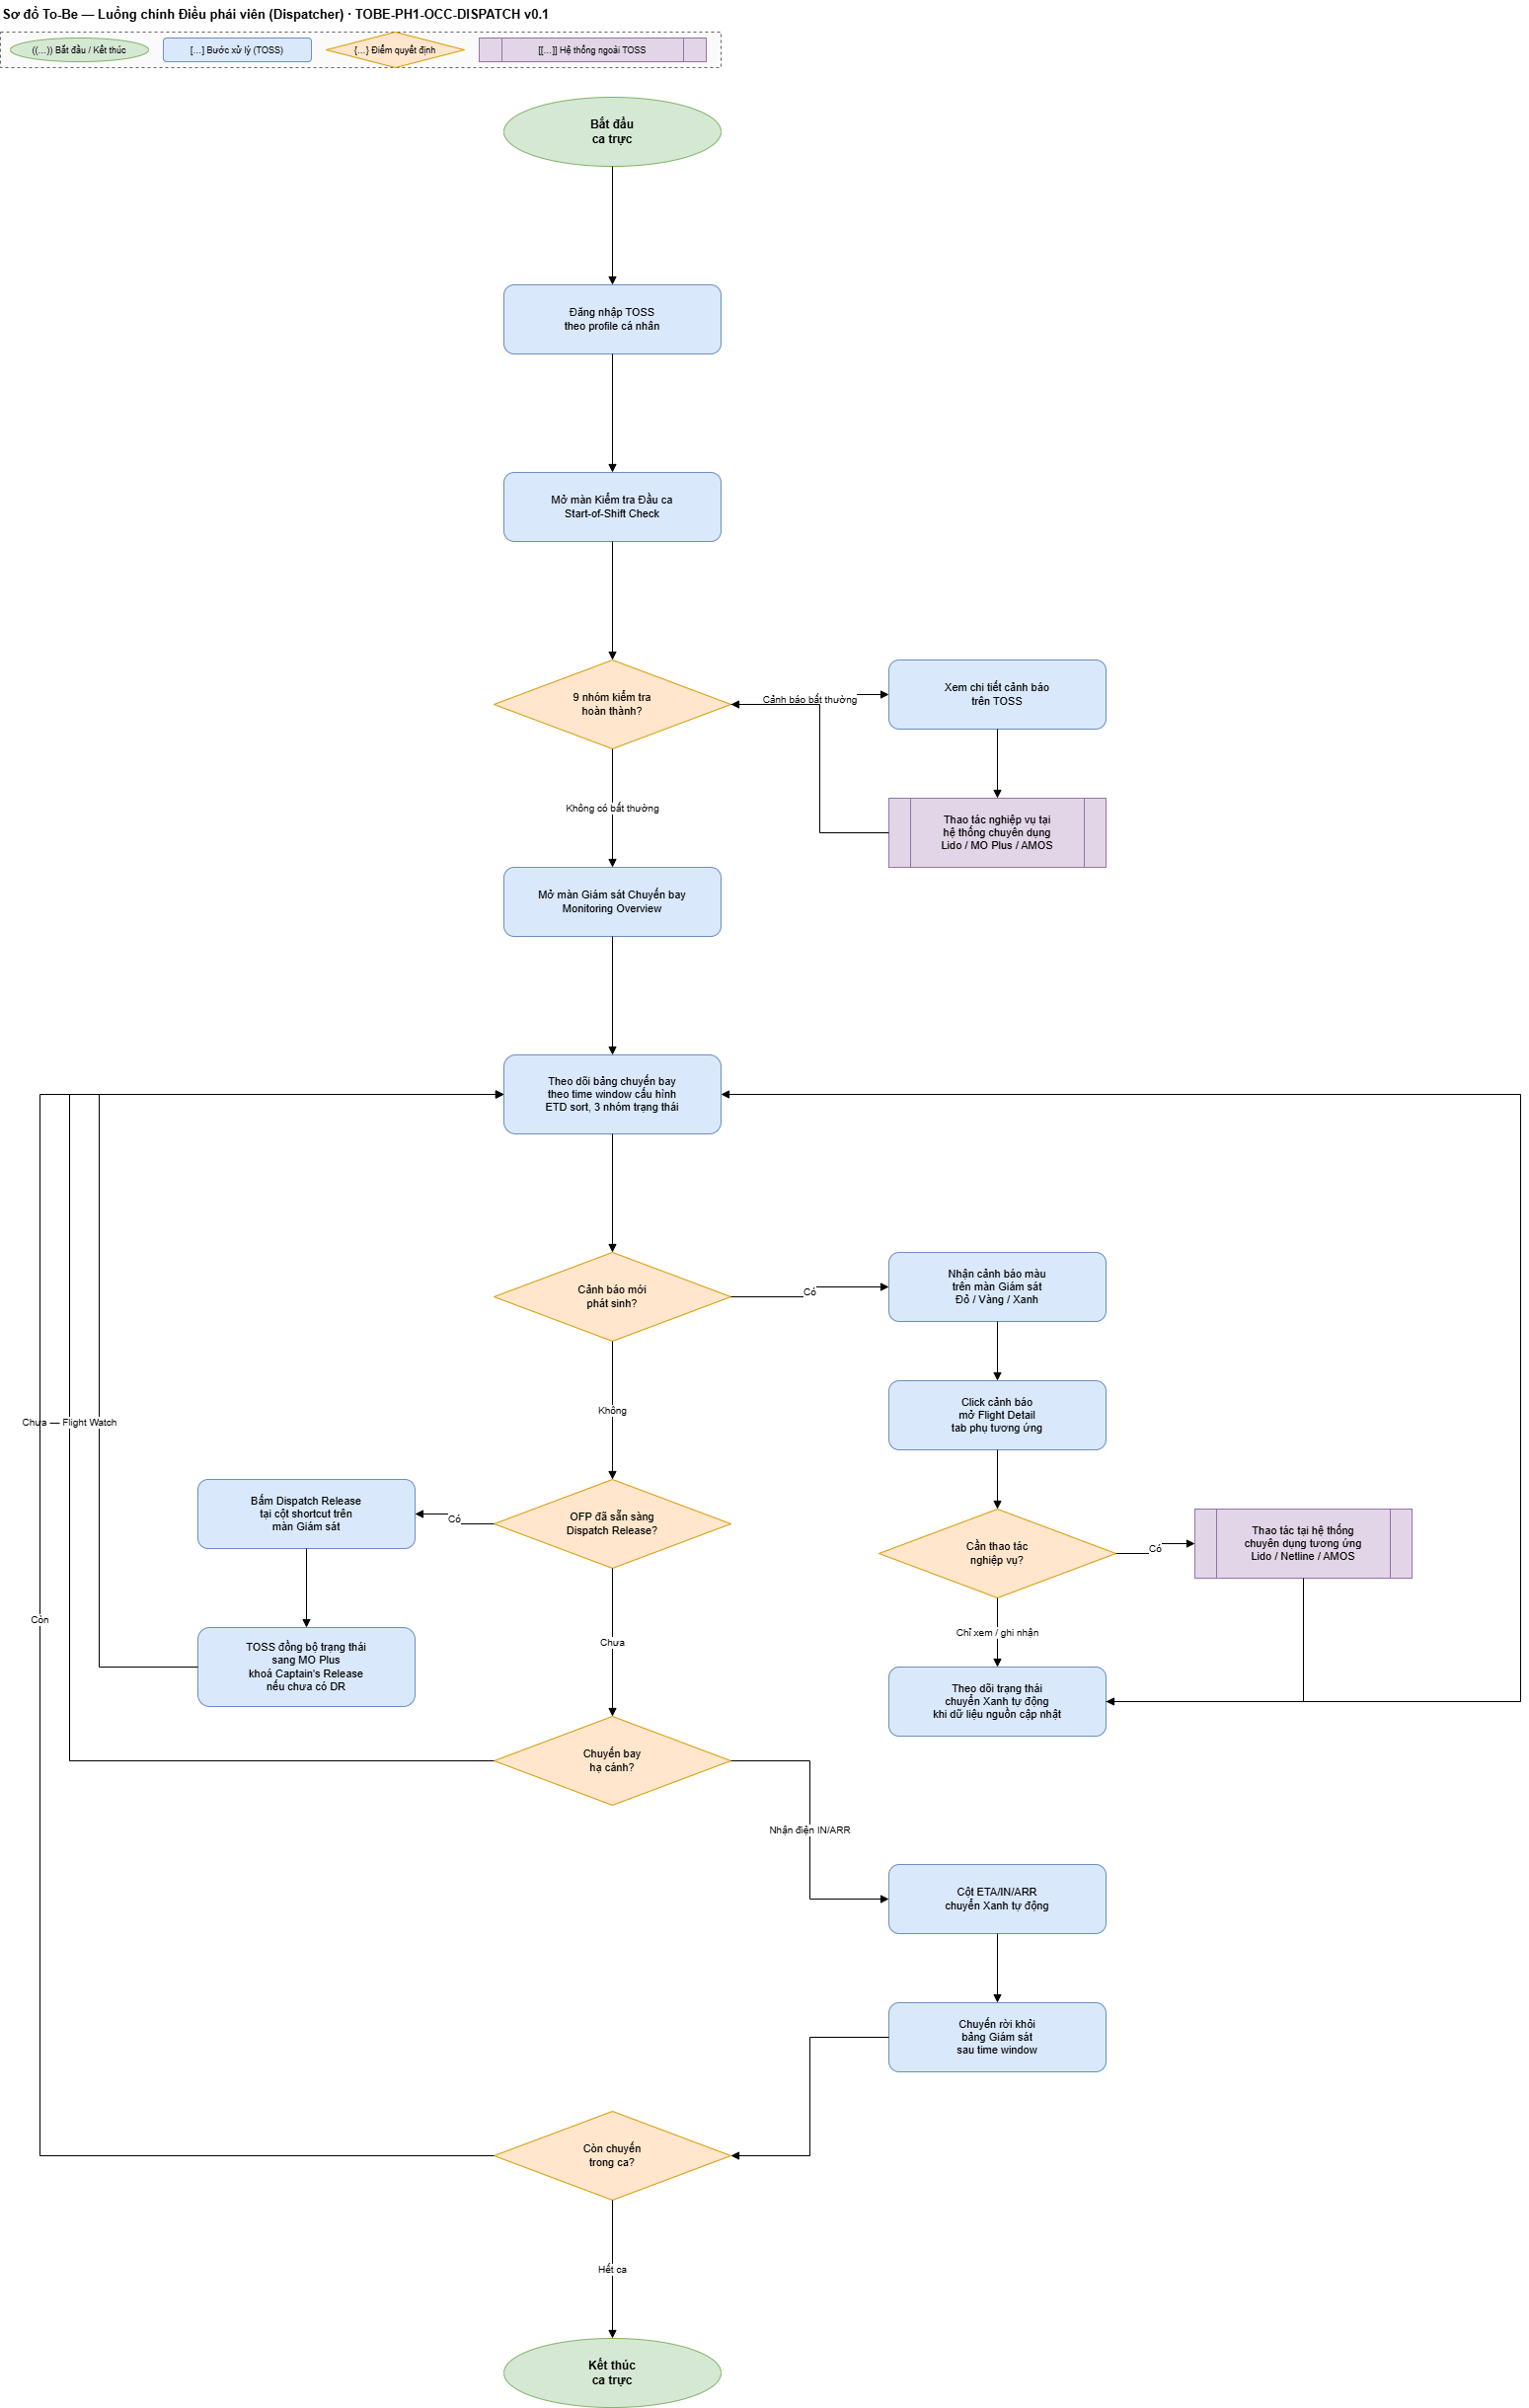 Sơ đồ To-Be — Luồng chính Điều phái viên (Dispatcher) · TOBE-PH1-OCC-DISPATCH v0.1
((…)) Bắt đầu / Kết thúc
[…] Bước xử lý (TOSS)
{…} Điểm quyết định
[[…]] Hệ thống ngoài TOSS
Bắt đầu
ca trực
Đăng nhập TOSS
theo profile cá nhân
Mở màn Kiểm tra Đầu ca
Start-of-Shift Check
9 nhóm kiểm tra
hoàn thành?
Cảnh báo bất thường
Xem chi tiết cảnh báo
trên TOSS
Không có bất thường
Thao tác nghiệp vụ tại
hệ thống chuyên dụng
Lido / MO Plus / AMOS
Mở màn Giám sát Chuyến bay
Monitoring Overview
Theo dõi bảng chuyến bay
theo time window cấu hình
ETD sort, 3 nhóm trạng thái
Cảnh báo mới
phát sinh?
Có
Nhận cảnh báo màu
trên màn Giám sát
Đỏ / Vàng / Xanh
Không
Click cảnh báo
mở Flight Detail
tab phụ tương ứng
Chưa — Flight Watch
Bấm Dispatch Release
tại cột shortcut trên
màn Giám sát
Có
OFP đã sẵn sàng
Dispatch Release?
Cần thao tác
nghiệp vụ?
Có
Thao tác tại hệ thống
chuyên dụng tương ứng
Lido / Netline / AMOS
Còn
Chưa
Chỉ xem / ghi nhận
TOSS đồng bộ trạng thái
sang MO Plus
khoá Captain's Release
nếu chưa có DR
Theo dõi trạng thái
chuyển Xanh tự động
khi dữ liệu nguồn cập nhật
Chuyến bay
hạ cánh?
Nhận điện IN/ARR
Cột ETA/IN/ARR
chuyển Xanh tự động
Chuyến rời khỏi
bảng Giám sát
sau time window
Còn chuyến
trong ca?
Hết ca
Kết thúc
ca trực